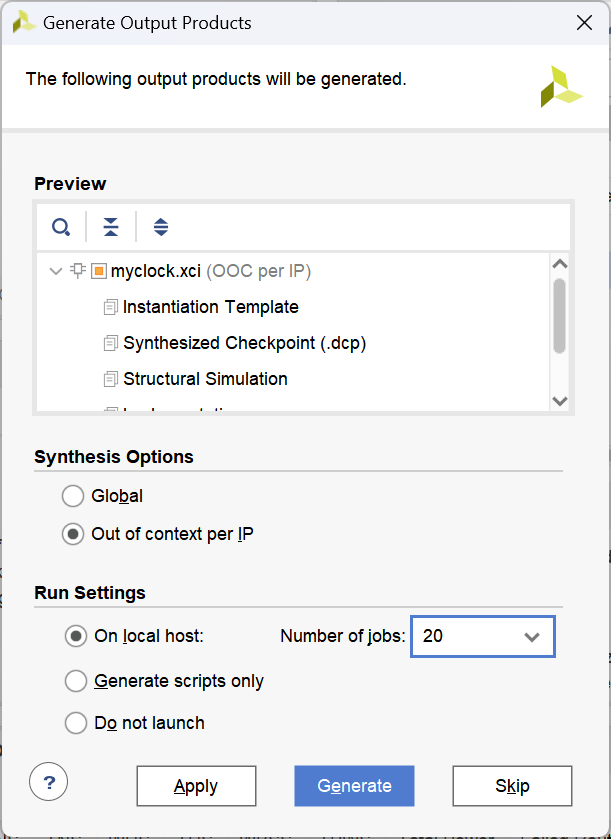 Generate Output Products
The following output products will be generated.
Preview
myclock.xci (OOC per IP)
Instantiation Template
Synthesized Checkpoint (.dcp)
Structural Simulation
Synthesis Options
Global
Out of context per IP
Run Settings
On local host: Number of jobs: 20
Generate scripts only
Do not launch
? Apply Generate Skip